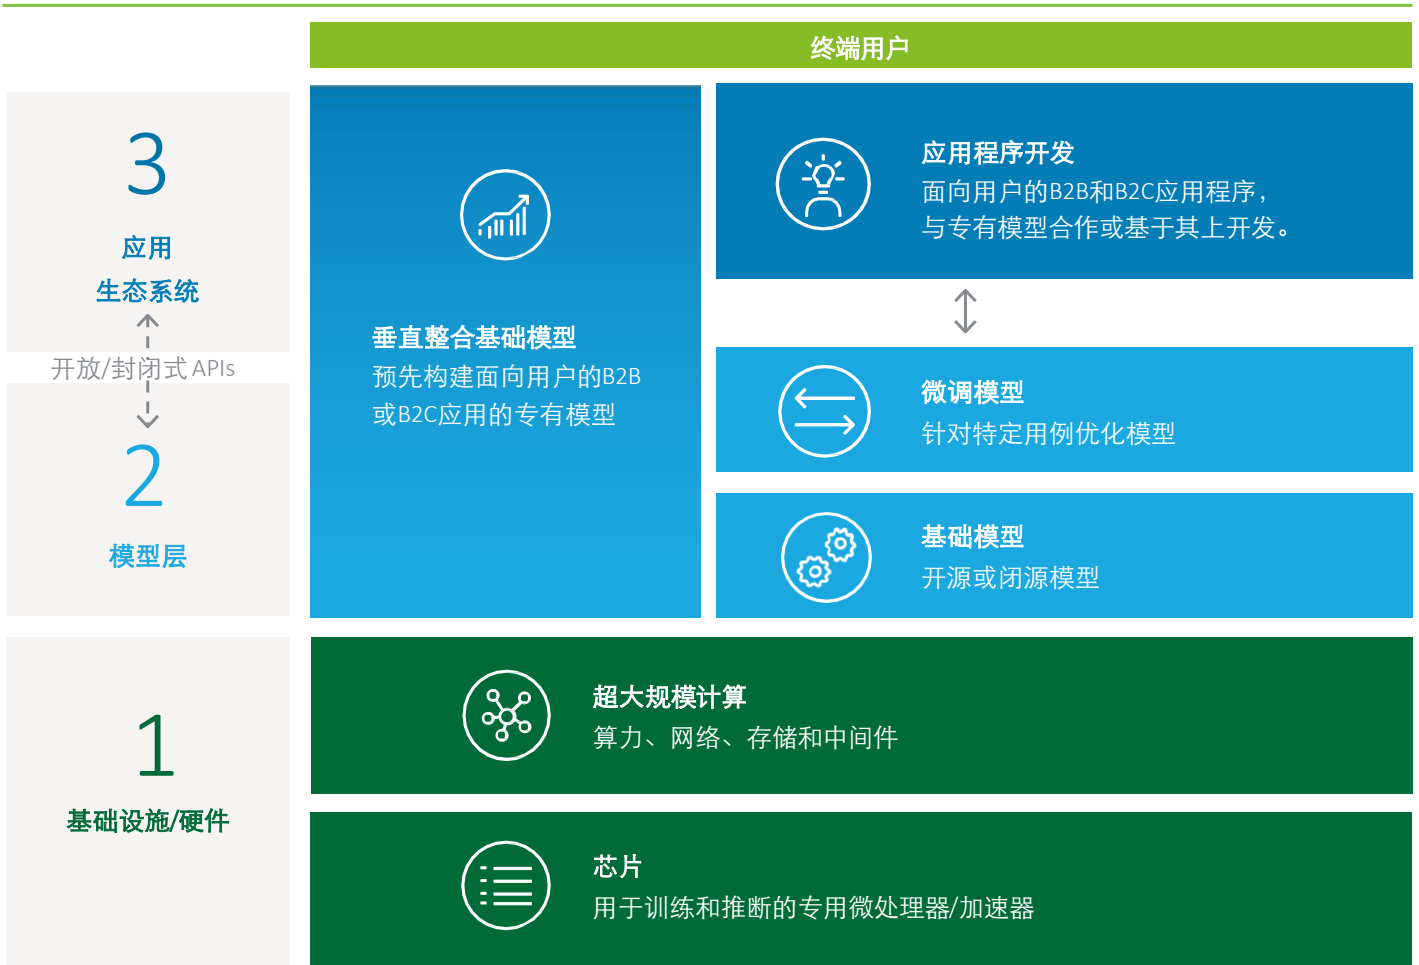 终端用户
3
应用
生态系统
开放/封闭式 APIs
2
模型层
1
基础设施/硬件
垂直整合基础模型
预先构建面向用户的B2B
或B2C应用的专有模型
应用程序开发
面向用户的B2B和B2C应用程序，
与专有模型合作或基于其上开发。
微调模型
针对特定用例优化模型
基础模型
开源或闭源模型
超大规模计算
算力、网络、存储和中间件
芯片
用于训练和推断的专用微处理器/加速器